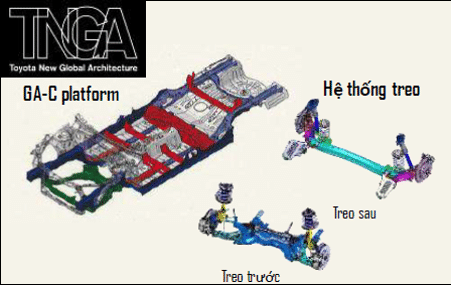 TNGA
Toyota New Global Architecture
GA-C platform
Hệ thống treo
Treo sau
Treo trước